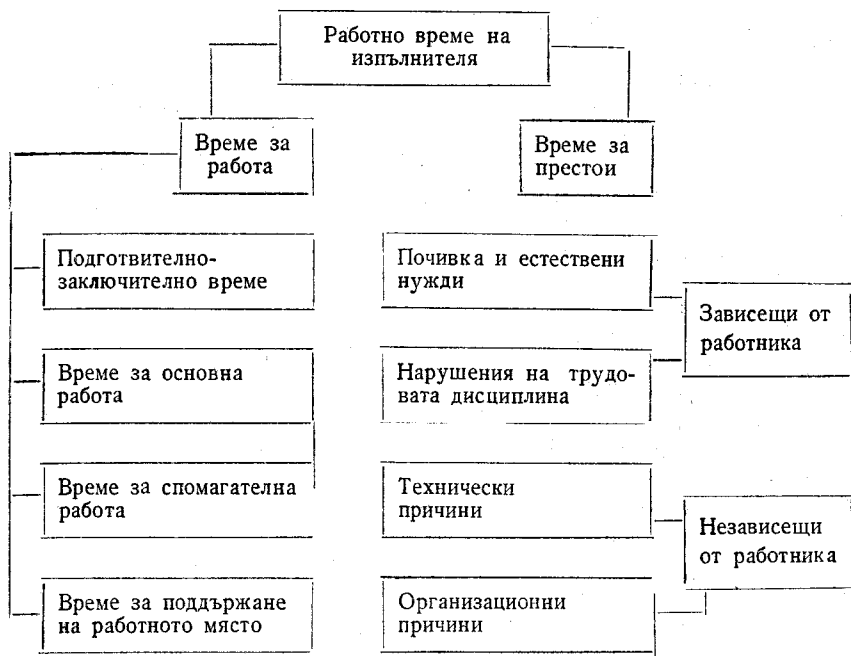 Работно време на
изпълнителя
Време за
работа
Време за
престои
Подготвително-
заключително време
Време за основна
работа
Време за спомагателна
работа
Време за поддържане
на работното място
Почивка и естествени
нужди
Нарушения на трудо-
вата дисциплина
Технически
причини
Организационни
причини
Зависещи от
работника
Независещи
от работника